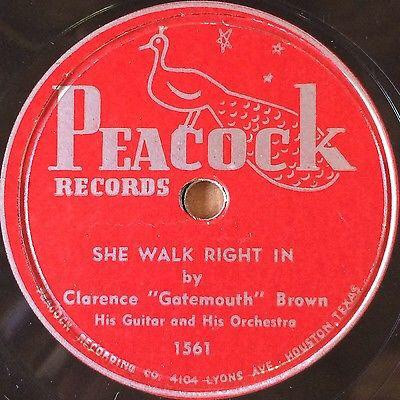 PEACOCK
RECORDS
SHE WALK RIGHT IN
by
Clarence "Gatemouth" Brown
His Guitar and His Orchestra
1561
PEACOCK RECORDING CO. 4104 LYONS AVE., HOUSTON, TEXAS